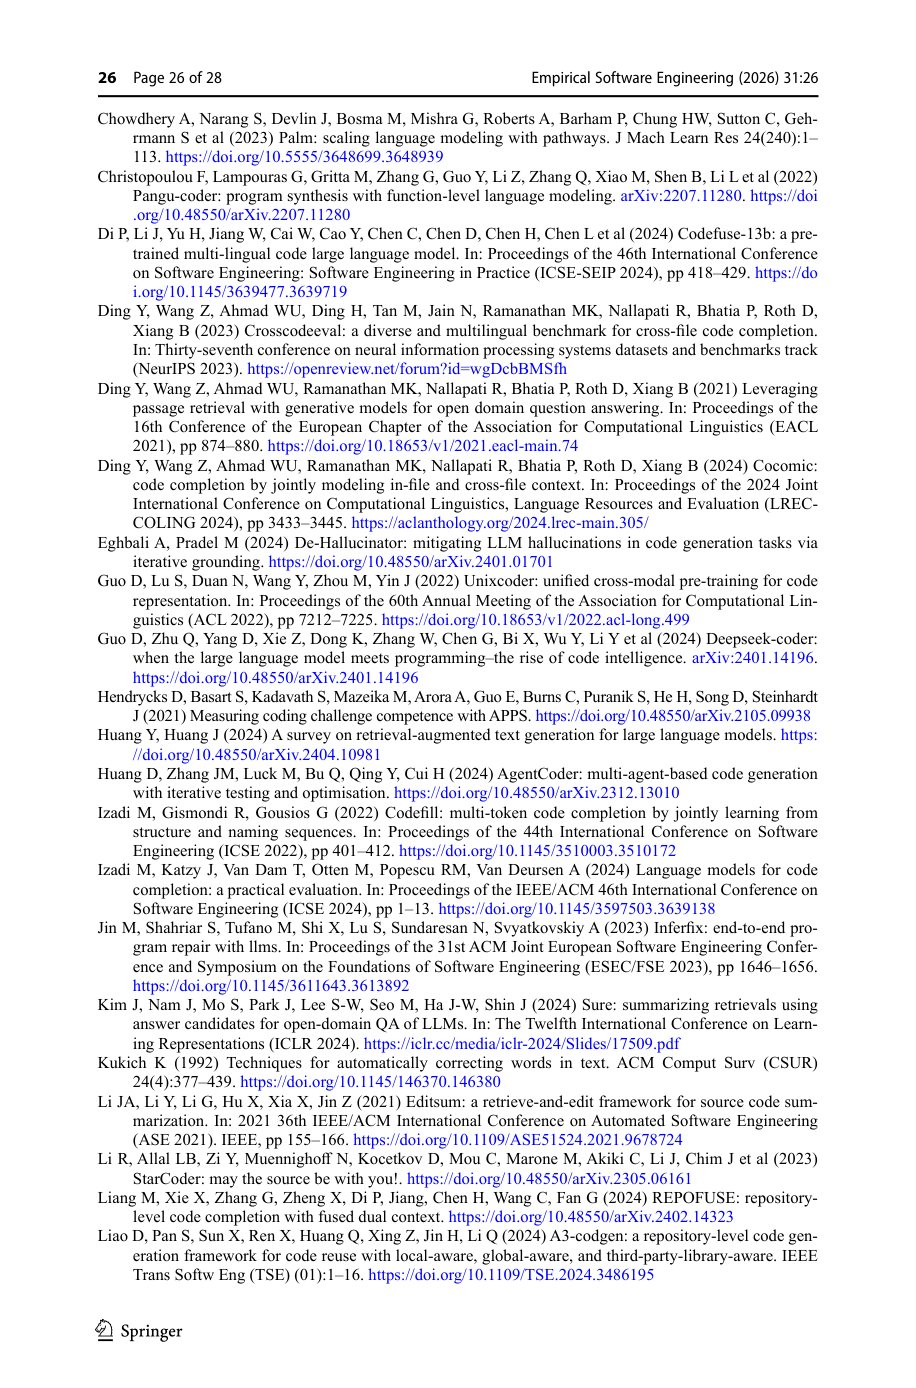 26 Page 26 of 28
Empirical Software Engineering (2026) 31:26
Chowdhery A, Narang S, Devlin J, Bosma M, Mishra G, Roberts A, Barham P, Chung HW, Sutton C, Geh-
rmann S et al (2023) Palm: scaling language modeling with pathways. J Mach Learn Res 24(240):1–
113. https://doi.org/10.5555/3648699.3648939
Christopoulou F, Lampouras G, Gritta M, Zhang G, Guo Y, Li Z, Zhang Q, Xiao M, Shen B, Li L et al (2022)
Pangu-coder: program synthesis with function-level language modeling. arXiv:2207.11280. https://doi
.org/10.48550/arXiv.2207.11280
Di P, Li J, Yu H, Jiang W, Cai W, Cao Y, Chen C, Chen D, Chen H, Chen L et al (2024) Codefuse-13b: a pre-
trained multi-lingual code large language model. In: Proceedings of the 46th International Conference
on Software Engineering: Software Engineering in Practice (ICSE-SEIP 2024), pp 418–429. https://do
i.org/10.1145/3639477.3639719
Ding Y, Wang Z, Ahmad WU, Ding H, Tan M, Jain N, Ramanathan MK, Nallapati R, Bhatia P, Roth D,
Xiang B (2023) Crosscodeeval: a diverse and multilingual benchmark for cross-file code completion.
In: Thirty-seventh conference on neural information processing systems datasets and benchmarks track
(NeurIPS 2023). https://openreview.net/forum?id=wgDcbBMSfh
Ding Y, Wang Z, Ahmad WU, Ramanathan MK, Nallapati R, Bhatia P, Roth D, Xiang B (2021) Leveraging
passage retrieval with generative models for open domain question answering. In: Proceedings of the
16th Conference of the European Chapter of the Association for Computational Linguistics (EACL
2021), pp 874–880. https://doi.org/10.18653/v1/2021.eacl-main.74
Ding Y, Wang Z, Ahmad WU, Ramanathan MK, Nallapati R, Bhatia P, Roth D, Xiang B (2024) Cocomic:
code completion by jointly modeling in-file and cross-file context. In: Proceedings of the 2024 Joint
International Conference on Computational Linguistics, Language Resources and Evaluation (LREC-
COLING 2024), pp 3433–3445. https://aclanthology.org/2024.lrec-main.305/
Eghbali A, Pradel M (2024) De-Hallucinator: mitigating LLM hallucinations in code generation tasks via
iterative grounding. https://doi.org/10.48550/arXiv.2401.01701
Guo D, Lu S, Duan N, Wang Y, Zhou M, Yin J (2022) Unixcoder: unified cross-modal pre-training for code
representation. In: Proceedings of the 60th Annual Meeting of the Association for Computational Lin-
guistics (ACL 2022), pp 7212–7225. https://doi.org/10.18653/v1/2022.acl-long.499
Guo D, Zhu Q, Yang D, Xie Z, Dong K, Zhang W, Chen G, Bi X, Wu Y, Li Y et al (2024) Deepseek-coder:
when the large language model meets programming–the rise of code intelligence. arXiv:2401.14196.
https://doi.org/10.48550/arXiv.2401.14196
Hendrycks D, Basart S, Kadavath S, Mazeika M, Arora A, Guo E, Burns C, Puranik S, He H, Song D, Steinhardt
J (2021) Measuring coding challenge competence with APPS. https://doi.org/10.48550/arXiv.2105.09938
Huang Y, Huang J (2024) A survey on retrieval-augmented text generation for large language models. https:
//doi.org/10.48550/arXiv.2404.10981
Huang D, Zhang JM, Luck M, Bu Q, Qing Y, Cui H (2024) AgentCoder: multi-agent-based code generation
with iterative testing and optimisation. https://doi.org/10.48550/arXiv.2312.13010
Izadi M, Gismondi R, Gousios G (2022) Codefill: multi-token code completion by jointly learning from
structure and naming sequences. In: Proceedings of the 44th International Conference on Software
Engineering (ICSE 2022), pp 401–412. https://doi.org/10.1145/3510003.3510172
Izadi M, Katzy J, Van Dam T, Otten M, Popescu RM, Van Deursen A (2024) Language models for code
completion: a practical evaluation. In: Proceedings of the IEEE/ACM 46th International Conference on
Software Engineering (ICSE 2024), pp 1–13. https://doi.org/10.1145/3597503.3639138
Jin M, Shahriar S, Tufano M, Shi X, Lu S, Sundaresan N, Svyatkovskiy A (2023) Inferfix: end-to-end pro-
gram repair with llms. In: Proceedings of the 31st ACM Joint European Software Engineering Confer-
ence and Symposium on the Foundations of Software Engineering (ESEC/FSE 2023), pp 1646–1656.
https://doi.org/10.1145/3611643.3613892
Kim J, Nam J, Mo S, Park J, Lee S-W, Seo M, Ha J-W, Shin J (2024) Sure: summarizing retrievals using
answer candidates for open-domain QA of LLMs. In: The Twelfth International Conference on Learn-
ing Representations (ICLR 2024). https://iclr.cc/media/iclr-2024/Slides/17509.pdf
Kukich K (1992) Techniques for automatically correcting words in text. ACM Comput Surv (CSUR)
24(4):377–439. https://doi.org/10.1145/146370.146380
Li JA, Li Y, Li G, Hu X, Xia X, Jin Z (2021) Editsum: a retrieve-and-edit framework for source code sum-
marization. In: 2021 36th IEEE/ACM International Conference on Automated Software Engineering
(ASE 2021). IEEE, pp 155–166. https://doi.org/10.1109/ASE51524.2021.9678724
Li R, Allal LB, Zi Y, Muennighoff N, Kocetkov D, Mou C, Marone M, Akiki C, Li J, Chim J et al (2023)
StarCoder: may the source be with you!. https://doi.org/10.48550/arXiv.2305.06161
Liang M, Xie X, Zhang G, Zheng X, Di P, Jiang, Chen H, Wang C, Fan G (2024) REPOFUSE: repository-
level code completion with fused dual context. https://doi.org/10.48550/arXiv.2402.14323
Liao D, Pan S, Sun X, Ren X, Huang Q, Xing Z, Jin H, Li Q (2024) A3-codgen: a repository-level code gen-
eration framework for code reuse with local-aware, global-aware, and third-party-library-aware. IEEE
Trans Softw Eng (TSE) (01):1–16. https://doi.org/10.1109/TSE.2024.3486195
Springer